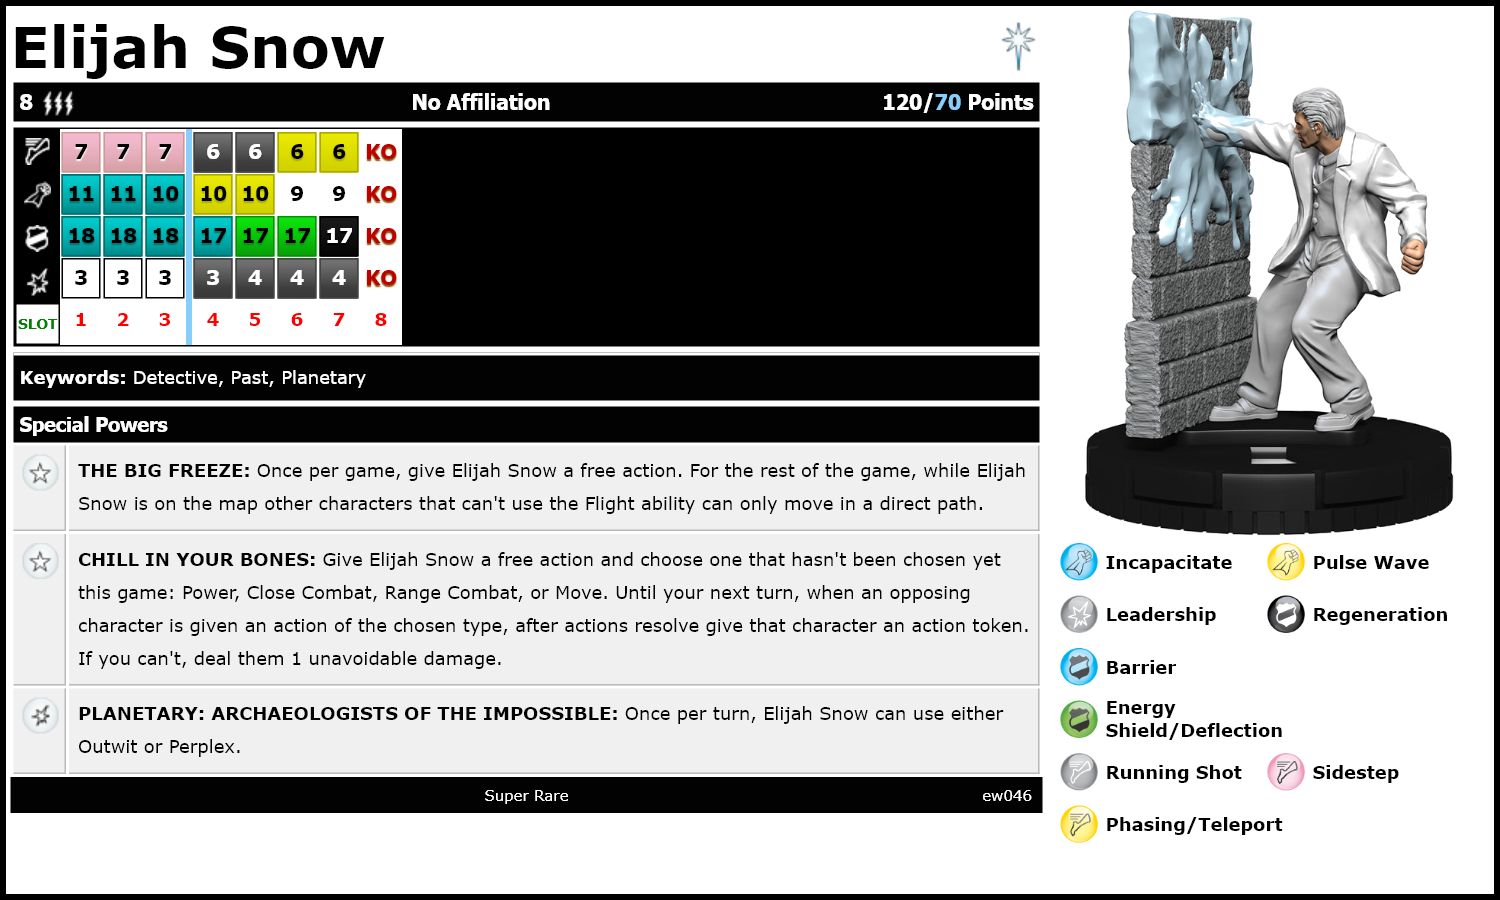 Elijah Snow
8 No Affiliation 120/70 Points
7 7 7 6 6 6 6 KO
11 11 10 10 10 9 9 KO
18 18 18 17 17 17 17 KO
3 3 3 3 4 4 4 KO
SLOT 1 2 3 4 5 6 7 8
Keywords: Detective, Past, Planetary
Special Powers
THE BIG FREEZE: Once per game, give Elijah Snow a free action. For the rest of the game, while Elijah
Snow is on the map other characters that can't use the Flight ability can only move in a direct path.
CHILL IN YOUR BONES: Give Elijah Snow a free action and choose one that hasn't been chosen yet
this game: Power, Close Combat, Range Combat, or Move. Until your next turn, when an opposing
character is given an action of the chosen type, after actions resolve give that character an action token.
If you can't, deal them 1 unavoidable damage.
PLANETARY: ARCHAEOLOGISTS OF THE IMPOSSIBLE: Once per turn, Elijah Snow can use either
Outwit or Perplex.
Super Rare ew046
Incapacitate Pulse Wave
Leadership Regeneration
Barrier
Energy
Shield/Deflection
Running Shot Sidestep
Phasing/Teleport